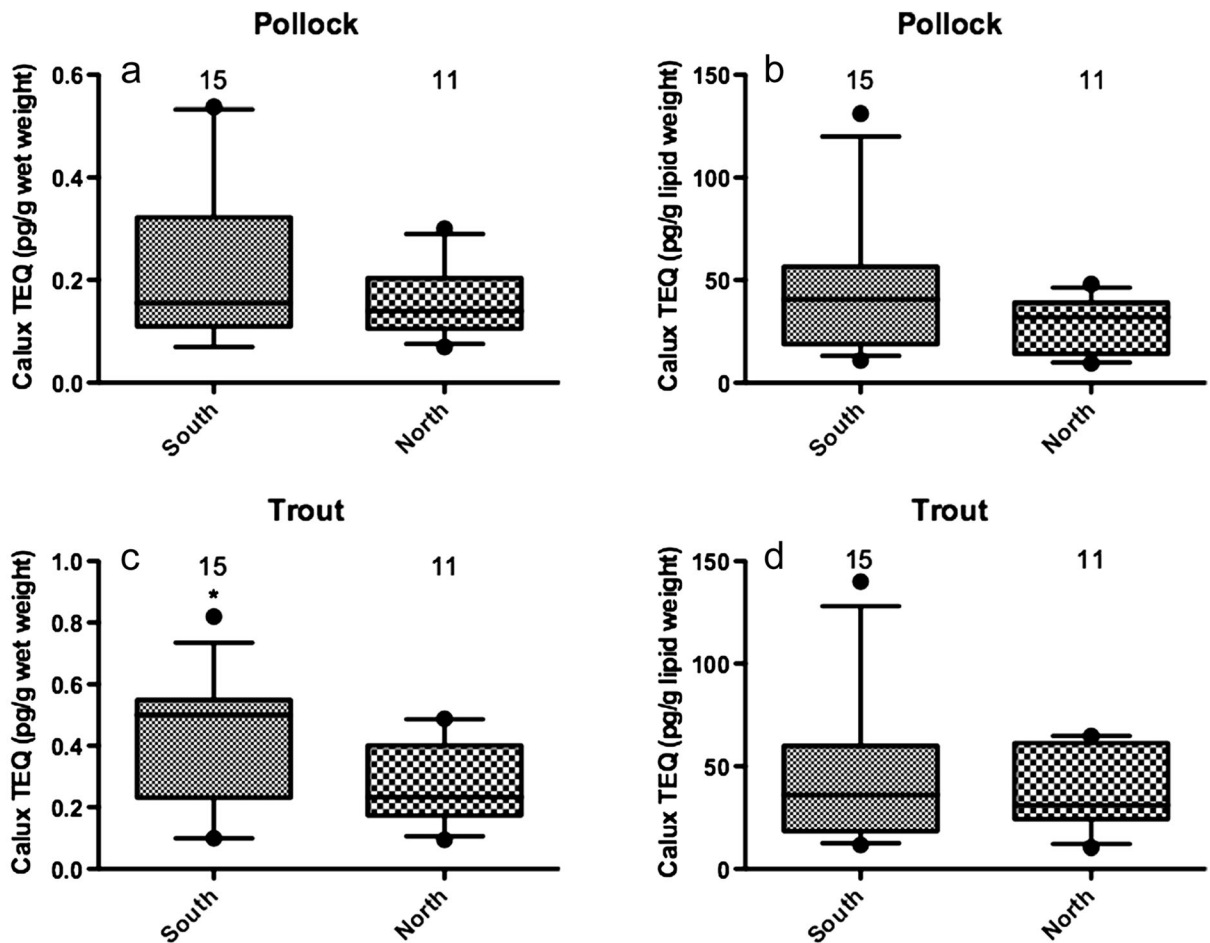 Pollock
a
15
11
Calux TEQ (pg/g wet weight)
0.6
0.4
0.2
0.0
South
North
Pollock
b
15
11
Calux TEQ (pg/g lipid weight)
150
100
50
0
South
North
Trout
c
15
11
*
Calux TEQ (pg/g wet weight)
1.0
0.8
0.6
0.4
0.2
0.0
South
North
Trout
d
15
11
Calux TEQ (pg/g lipid weight)
150
100
50
0
South
North